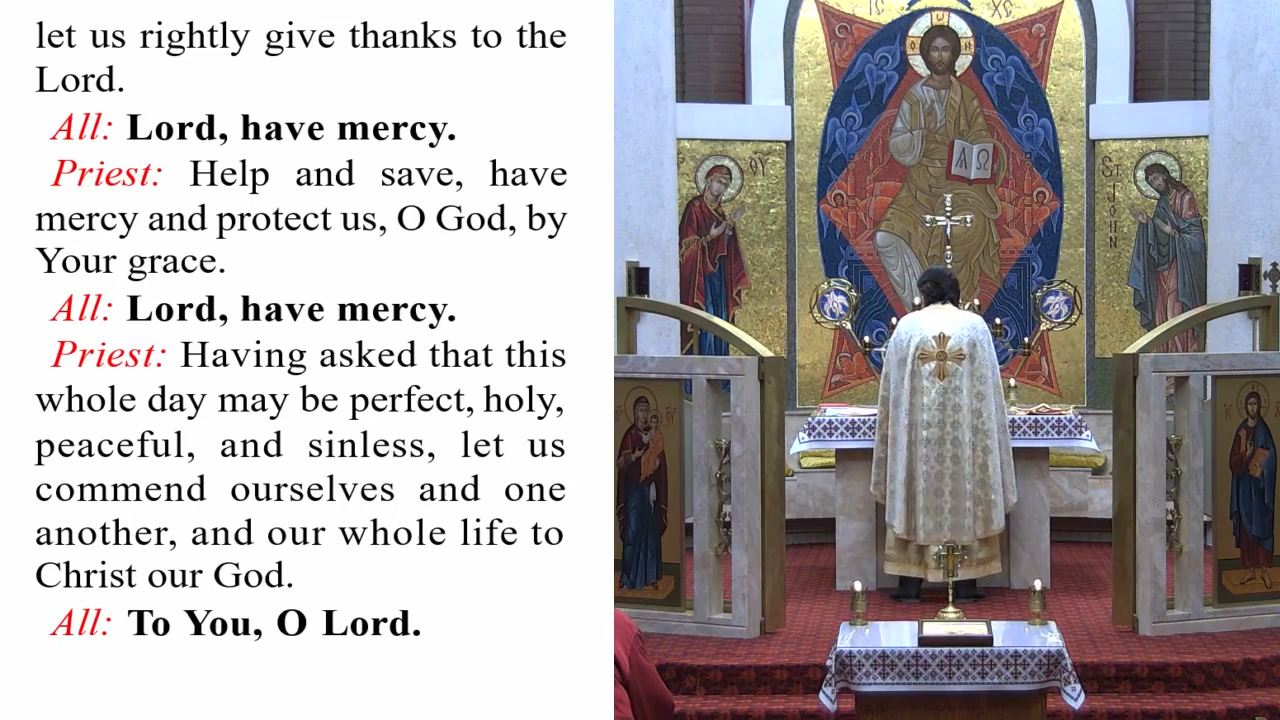 let us rightly give thanks to the
Lord.
All: Lord, have mercy.
Priest: Help and save, have
mercy and protect us, O God, by
Your grace.
All: Lord, have mercy.
Priest: Having asked that this
whole day may be perfect, holy,
peaceful, and sinless, let us
commend ourselves and one
another, and our whole life to
Christ our God.
All: To You, O Lord.
IC XC
Ο Ω Η
Α Ω
ΘΥ
ST
JOHN